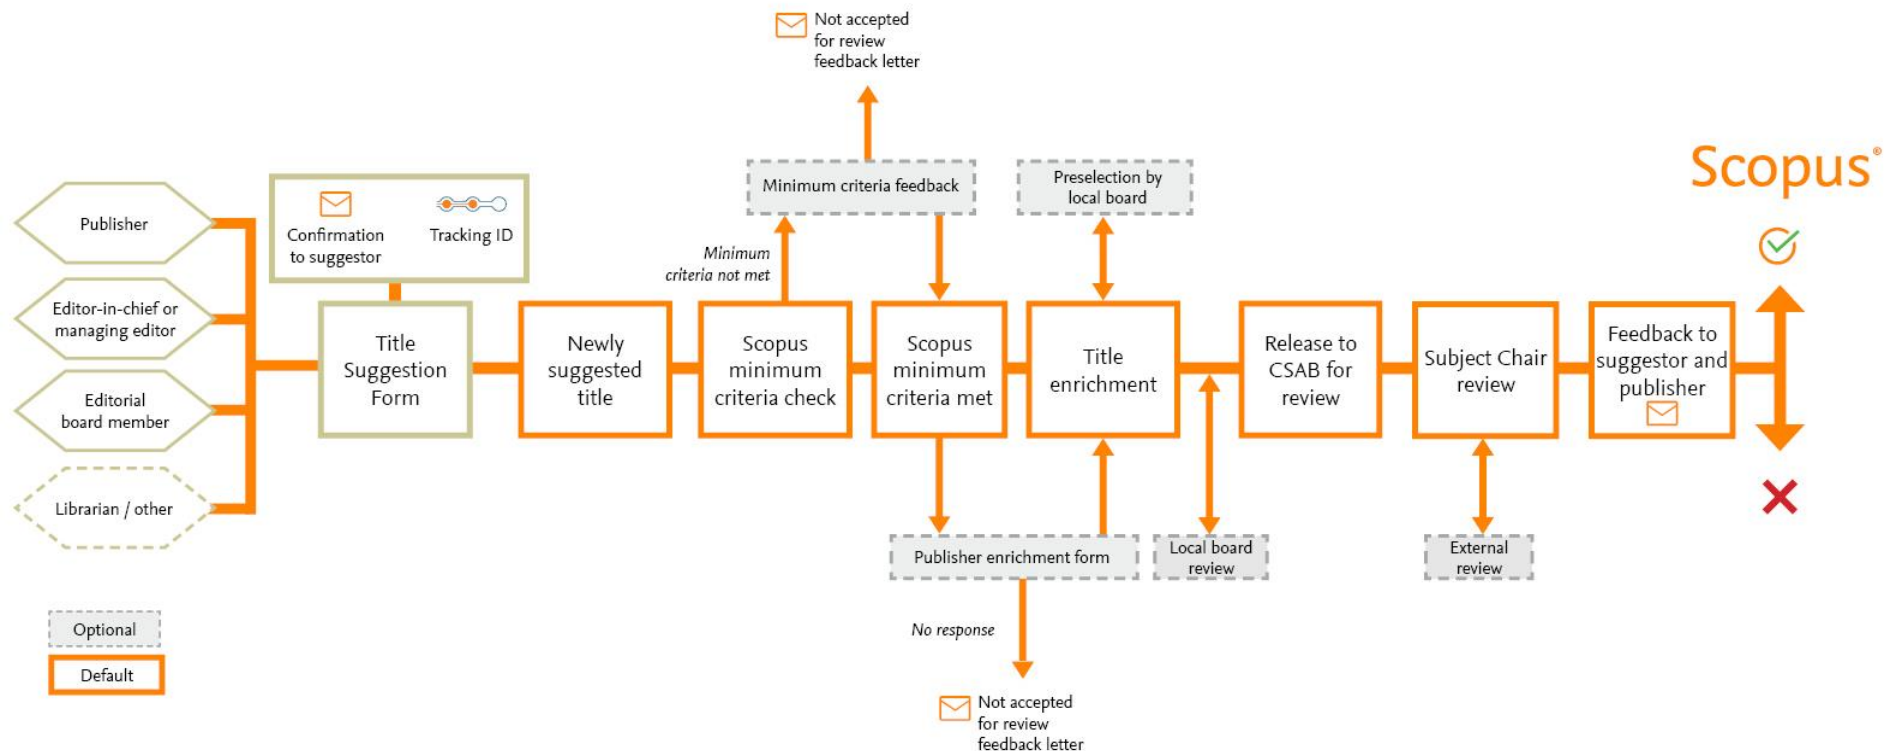 Not accepted
for review
feedback letter
Scopus®
Publisher
Editor-in-chief or
managing editor
Editorial
board member
Librarian / other
Confirmation
to suggestor
Tracking ID
Title
Suggestion
Form
Newly
suggested
title
Minimum criteria feedback
Minimum
criteria not met
Scopus
minimum
criteria check
Scopus
minimum
criteria met
Preselection by
local board
Title
enrichment
Release to
CSAB for
review
Subject Chair
review
Feedback to
suggestor and
publisher
Publisher enrichment form
Local board
review
External
review
No response
Not accepted
for review
feedback letter
Optional
Default